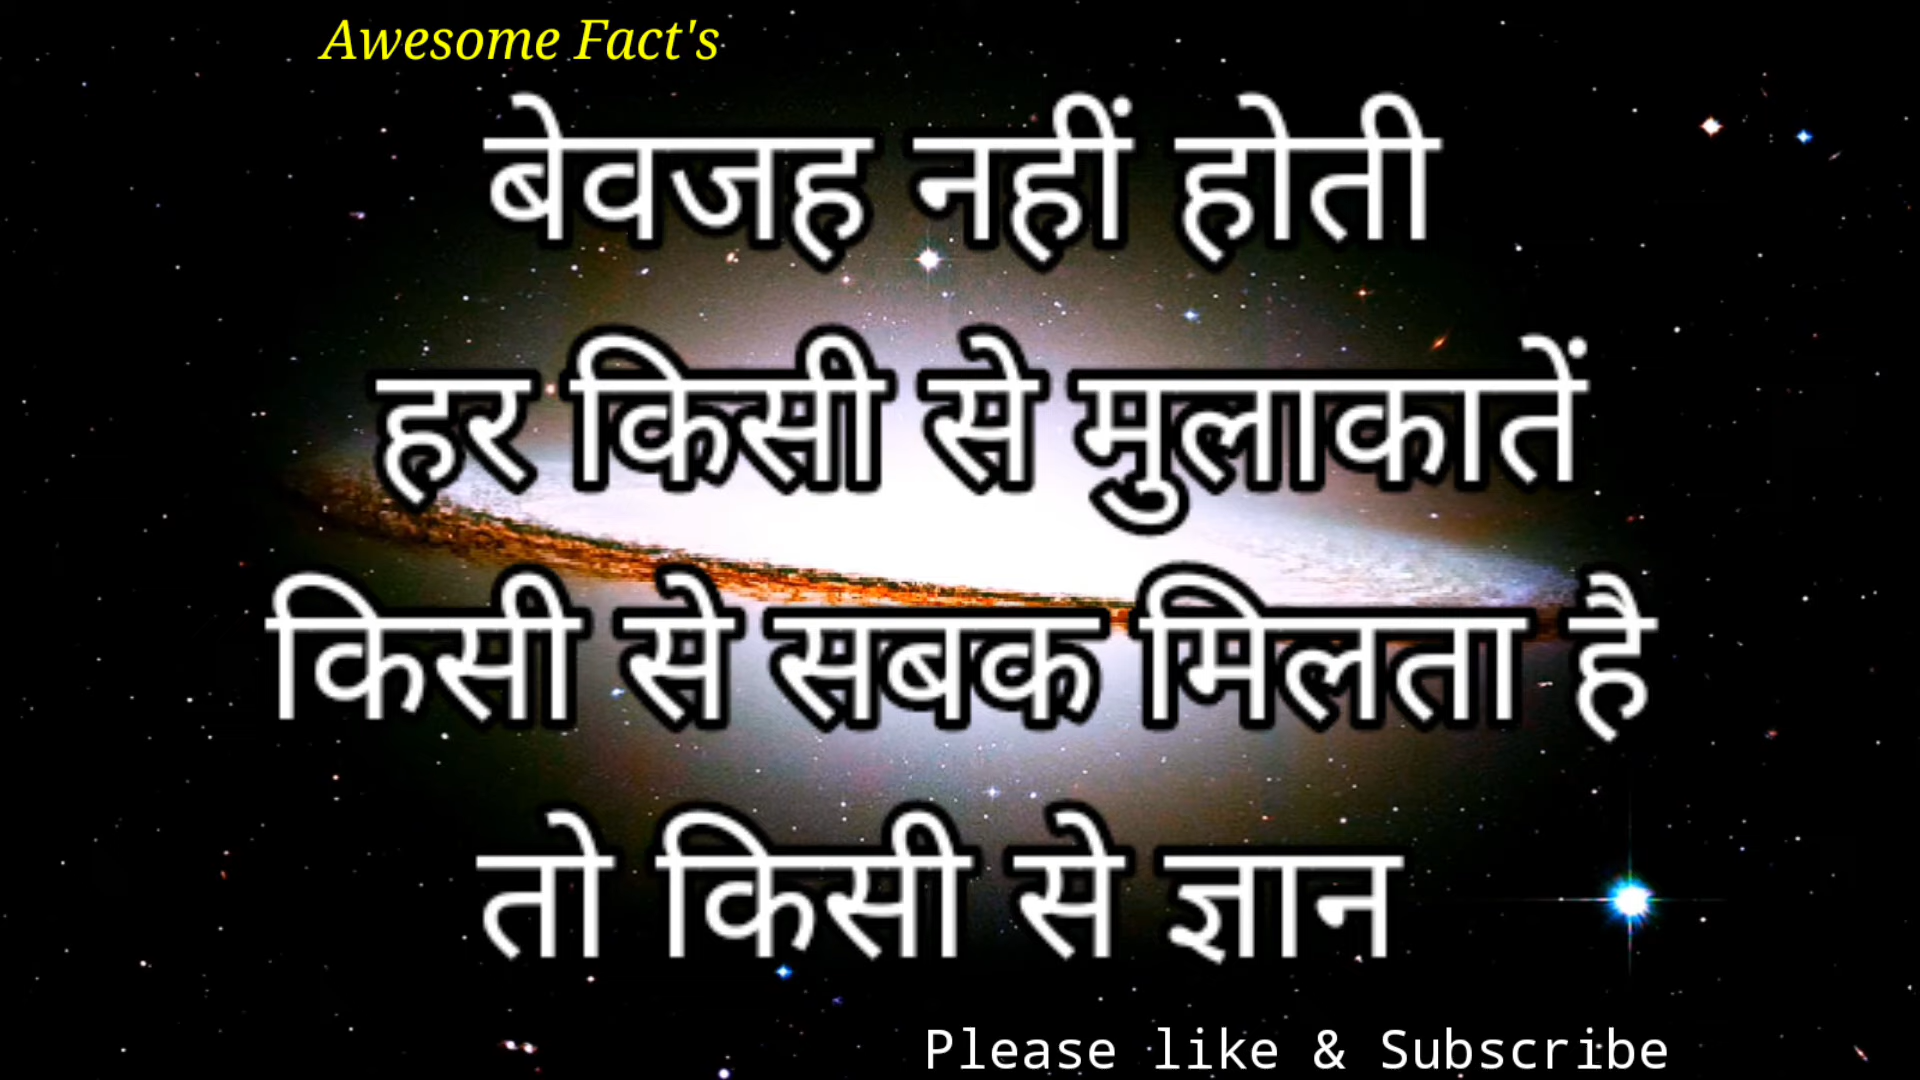 Awesome Fact's
बेवजह नहीं होती
हर किसी से मुलाकातें
किसी से सबक मिलता है
तो किसी से ज्ञान
Please like & Subscribe